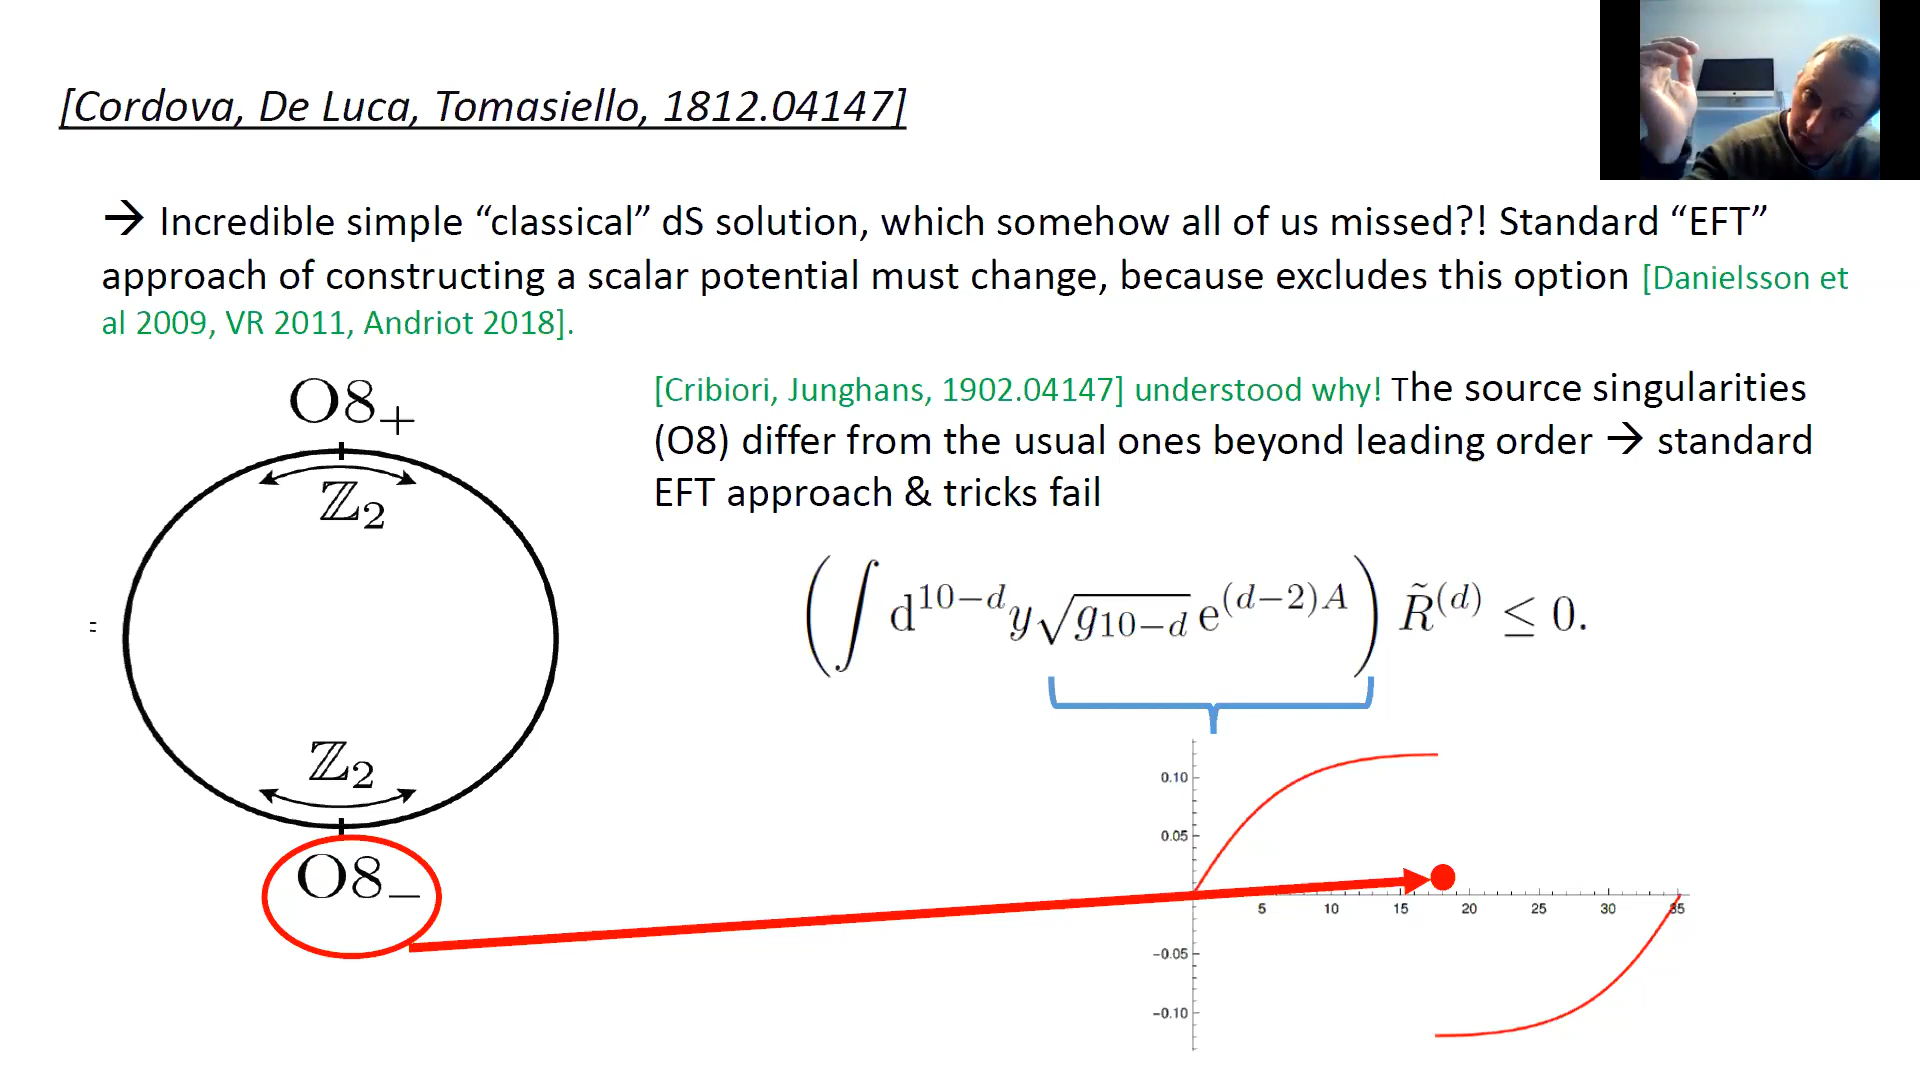 [Cordova, De Luca, Tomasiello, 1812.04147]
→ Incredible simple “classical” dS solution, which somehow all of us missed?! Standard “EFT”
approach of constructing a scalar potential must change, because excludes this option [Danielsson et
al 2009, VR 2011, Andriot 2018].
O8₊
ℤ₂
ℤ₂
O8₋
=
[Cribiori, Junghans, 1902.04147] understood why! The source singularities
(O8) differ from the usual ones beyond leading order → standard
EFT approach & tricks fail
(∫ d^{10−d}y √g_{10−d} e^{(d−2)A}) R̃^{(d)} ≤ 0.
0.10
0.05
5 10 15 20 25 30 35
−0.05
−0.10